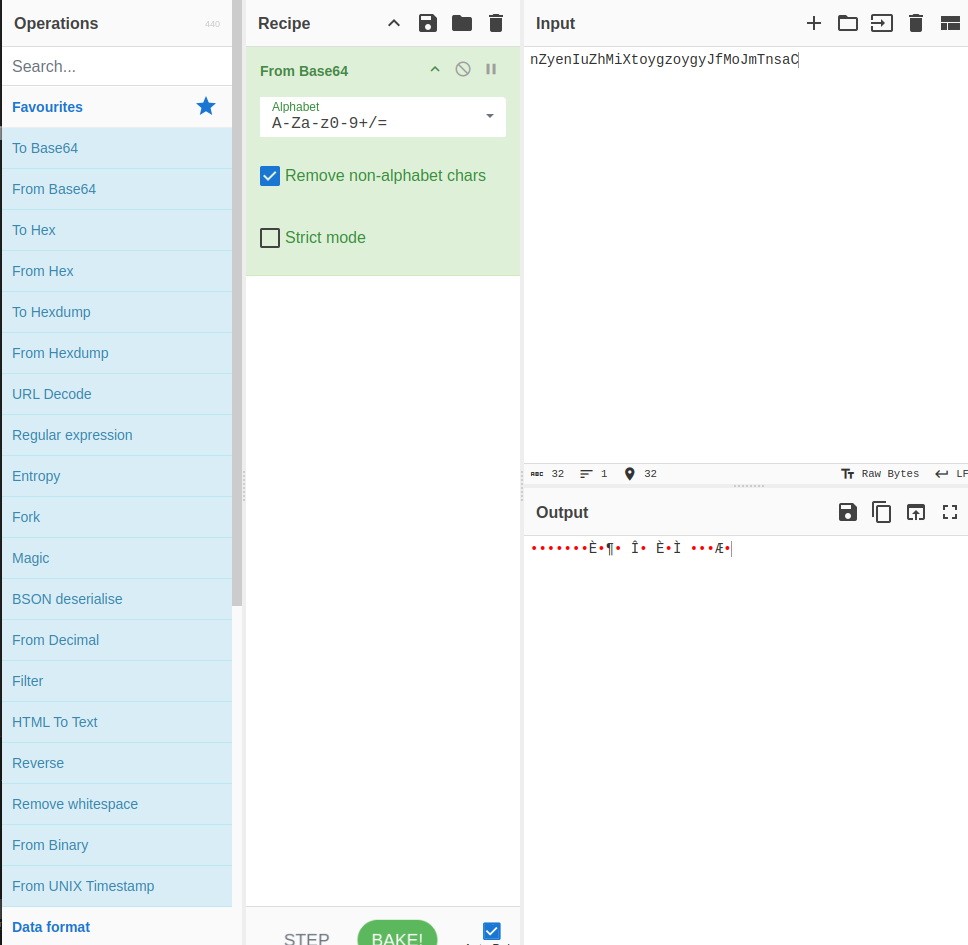 Operations
440
Search...
Favourites
To Base64
From Base64
To Hex
From Hex
To Hexdump
From Hexdump
URL Decode
Regular expression
Entropy
Fork
Magic
BSON deserialise
From Decimal
Filter
HTML To Text
Reverse
Remove whitespace
From Binary
From UNIX Timestamp
Data format
Recipe
From Base64
Alphabet
A-Za-z0-9+/=
Remove non-alphabet chars
Strict mode
STEP
BAKE!
Input
nZyenIuZhMiXtoygzoygyJfMoJmTnsaC
ABC 32 1 32 Raw Bytes LF
Output
•••••••È•¶• Î• È•Ì •••Æ•